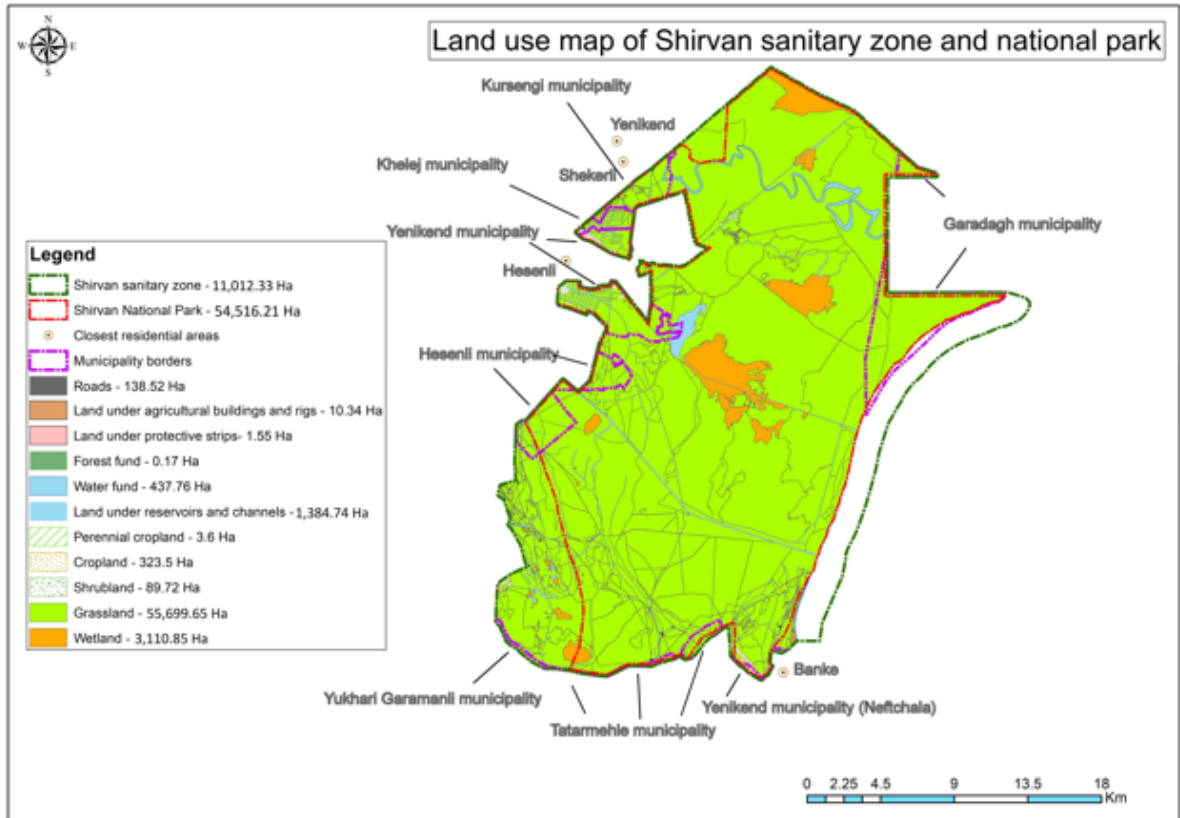 N
W
E
S
Land use map of Shirvan sanitary zone and national park
Kursengi municipality
Yenikend
Shekerli
Khelej municipality
Yenikend municipality
Hesenli
Garadagh municipality
Hesenli municipality
Legend
Shirvan sanitary zone - 11,012.33 Ha
Shirvan National Park - 54,516.21 Ha
Closest residential areas
Municipality borders
Roads - 138.52 Ha
Land under agricultural buildings and rigs - 10.34 Ha
Land under protective strips- 1.55 Ha
Forest fund - 0.17 Ha
Water fund - 437.76 Ha
Land under reservoirs and channels - 1,384.74 Ha
Perennial cropland - 3.6 Ha
Cropland - 323.5 Ha
Shrubland - 89.72 Ha
Grassland - 55,699.65 Ha
Wetland - 3,110.85 Ha
Banke
Yukhari Garamanli municipality
Yenikend municipality (Neftchala)
Tatarmehle municipality
0 2.25 4.5 9 13.5 18
Km